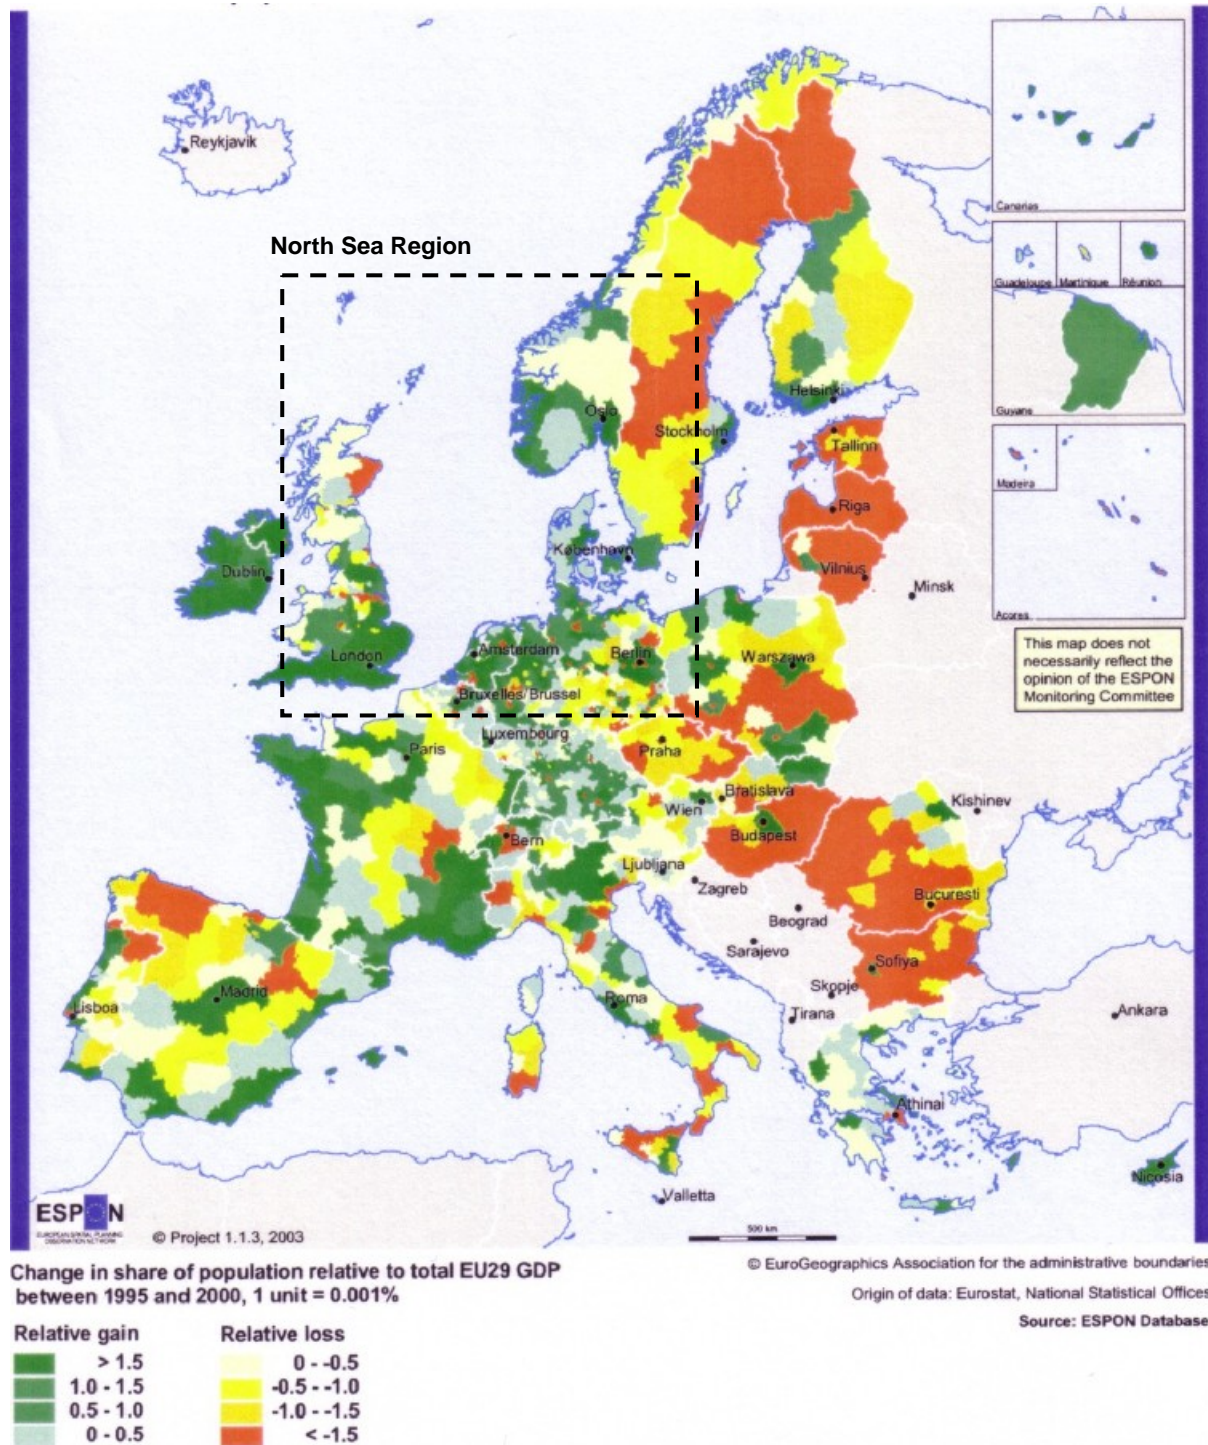 Reykjavik
North Sea Region
Canarias
Guadeloupe
Martinique
Réunion
Guyane
Madeira
Acores
Oslo
Helsinki
Stockholm
Tallinn
Riga
København
Vilnius
Minsk
Dublin
London
Amsterdam
Berlin
Warszawa
Bruxelles/Brussel
This map does not
necessarily reflect the
opinion of the ESPON
Monitoring Committee
Luxembourg
Paris
Praha
Wien
Bratislava
Kishinev
Budapest
Bern
Ljubljana
Zagreb
Bucuresti
Beograd
Sarajevo
Sofiya
Madrid
Lisboa
Roma
Skopje
Tirana
Ankara
Athinai
Nicosia
Valletta
ESPON
EUROPEAN SPATIAL PLANNING
OBSERVATION NETWORK
© Project 1.1.3, 2003
500 km
Change in share of population relative to total EU29 GDP
between 1995 and 2000, 1 unit = 0.001%
© EuroGeographics Association for the administrative boundaries
Origin of data: Eurostat, National Statistical Offices
Source: ESPON Database
Relative gain
> 1.5
1.0 - 1.5
0.5 - 1.0
0 - 0.5
Relative loss
0 - -0.5
-0.5 - -1.0
-1.0 - -1.5
< -1.5